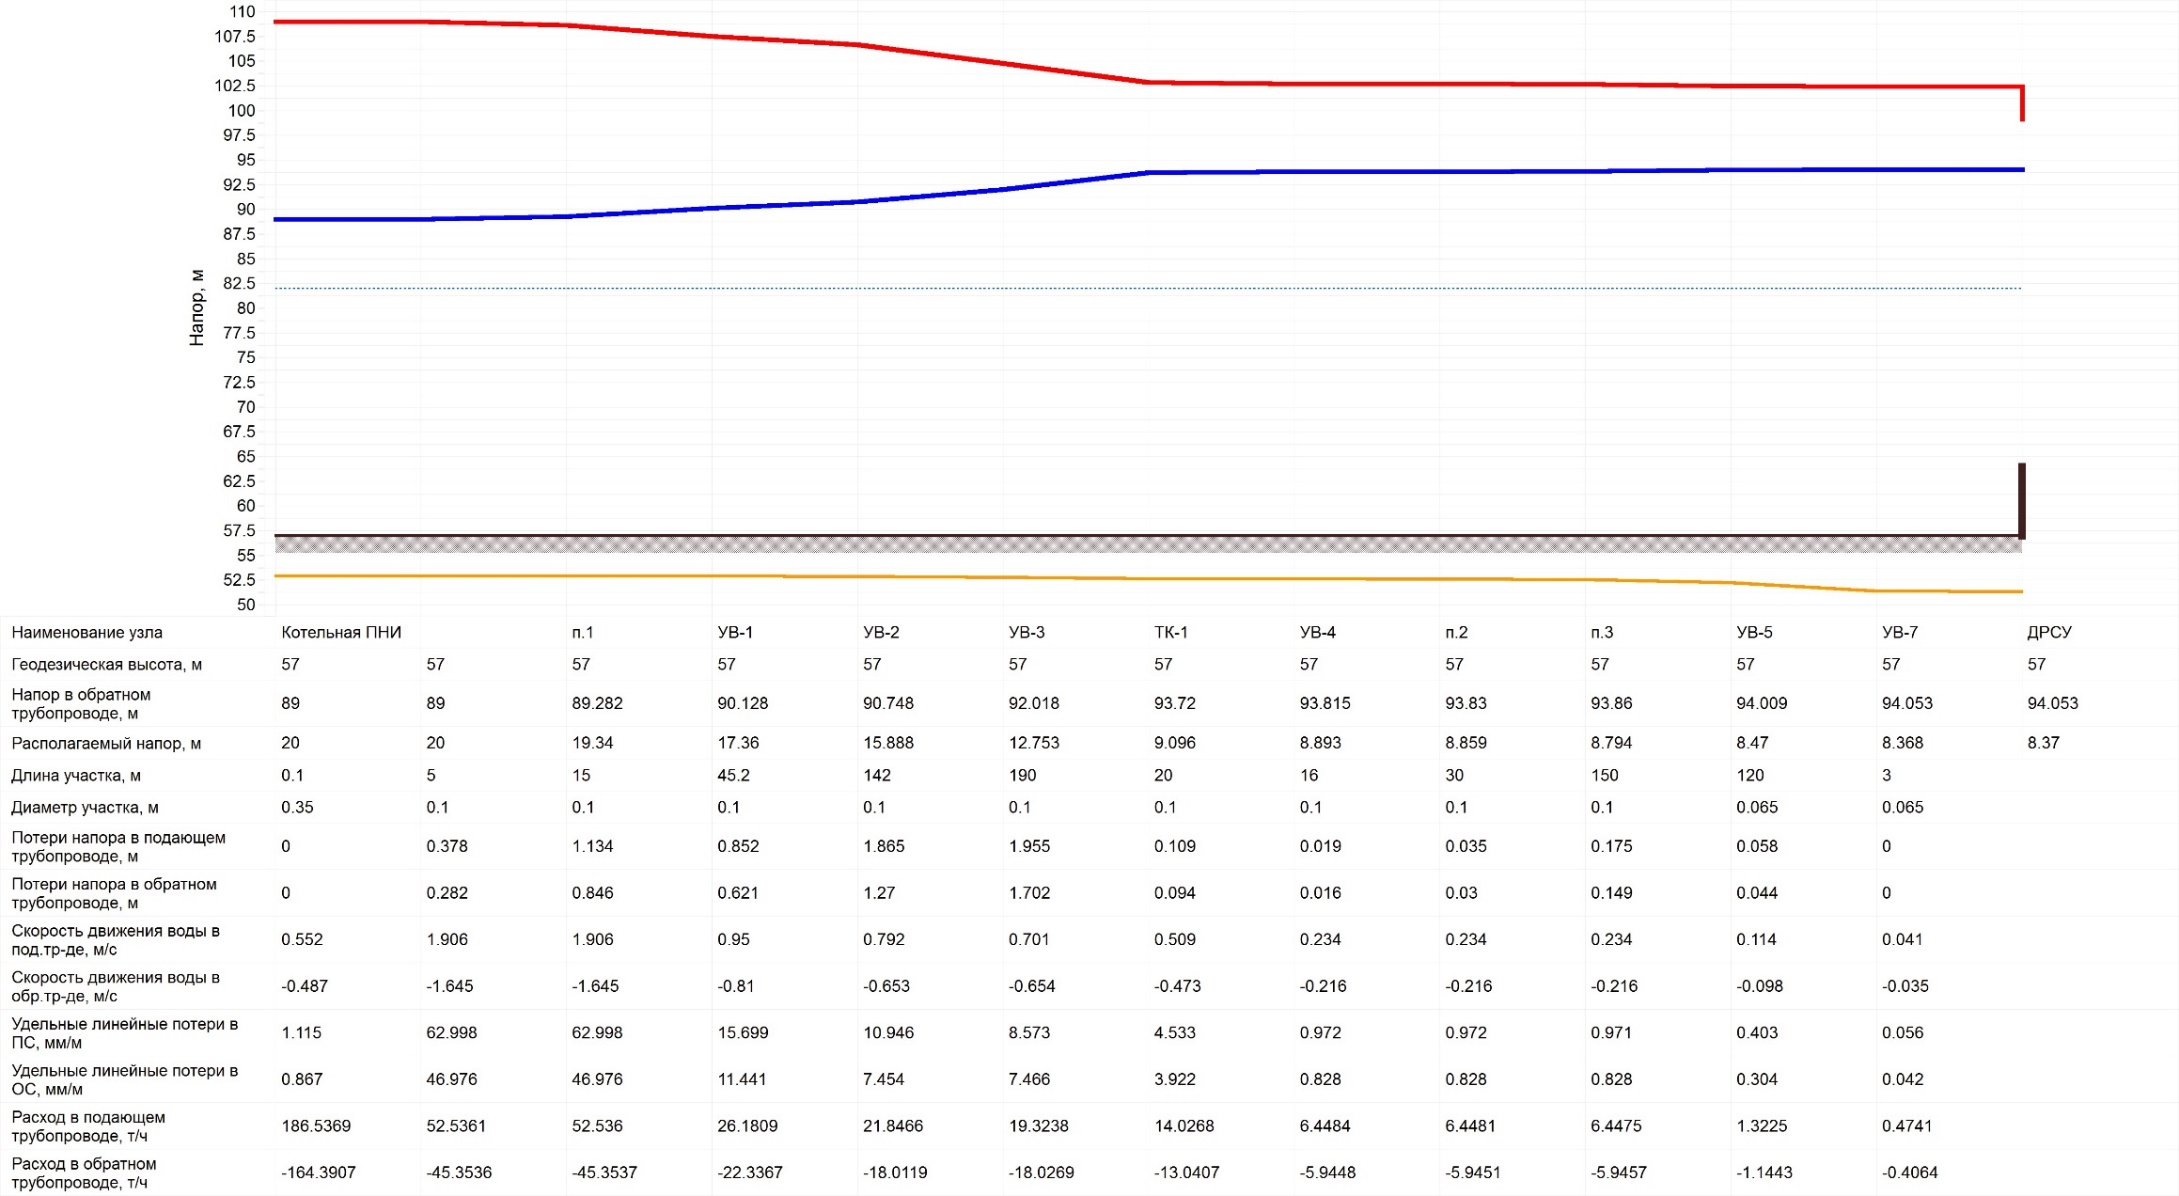 110
107.5
105
102.5
100
97.5
95
92.5
90
87.5
85
82.5
80
77.5
75
72.5
70
67.5
65
62.5
60
57.5
55
52.5
50
Напор, м
Наименование узла Котельная ПНИ п.1 УВ-1 УВ-2 УВ-3 ТК-1 УВ-4 п.2 п.3 УВ-5 УВ-7 ДРСУ
Геодезическая высота, м 57 57 57 57 57 57 57 57 57 57 57 57 57
Напор в обратном
трубопроводе, м 89 89 89.282 90.128 90.748 92.018 93.72 93.815 93.83 93.86 94.009 94.053 94.053
Располагаемый напор, м 20 20 19.34 17.36 15.888 12.753 9.096 8.893 8.859 8.794 8.47 8.368 8.37
Длина участка, м 0.1 5 15 45.2 142 190 20 16 30 150 120 3
Диаметр участка, м 0.35 0.1 0.1 0.1 0.1 0.1 0.1 0.1 0.1 0.1 0.065 0.065
Потери напора в подающем
трубопроводе, м 0 0.378 1.134 0.852 1.865 1.955 0.109 0.019 0.035 0.175 0.058 0
Потери напора в обратном
трубопроводе, м 0 0.282 0.846 0.621 1.27 1.702 0.094 0.016 0.03 0.149 0.044 0
Скорость движения воды в
под.тр-де, м/с 0.552 1.906 1.906 0.95 0.792 0.701 0.509 0.234 0.234 0.234 0.114 0.041
Скорость движения воды в
обр.тр-де, м/с -0.487 -1.645 -1.645 -0.81 -0.653 -0.654 -0.473 -0.216 -0.216 -0.216 -0.098 -0.035
Удельные линейные потери в
ПС, мм/м 1.115 62.998 62.998 15.699 10.946 8.573 4.533 0.972 0.972 0.971 0.403 0.056
Удельные линейные потери в
ОС, мм/м 0.867 46.976 46.976 11.441 7.454 7.466 3.922 0.828 0.828 0.828 0.304 0.042
Расход в подающем
трубопроводе, т/ч 186.5369 52.5361 52.536 26.1809 21.8466 19.3238 14.0268 6.4484 6.4481 6.4475 1.3225 0.4741
Расход в обратном
трубопроводе, т/ч -164.3907 -45.3536 -45.3537 -22.3367 -18.0119 -18.0269 -13.0407 -5.9448 -5.9451 -5.9457 -1.1443 -0.4064